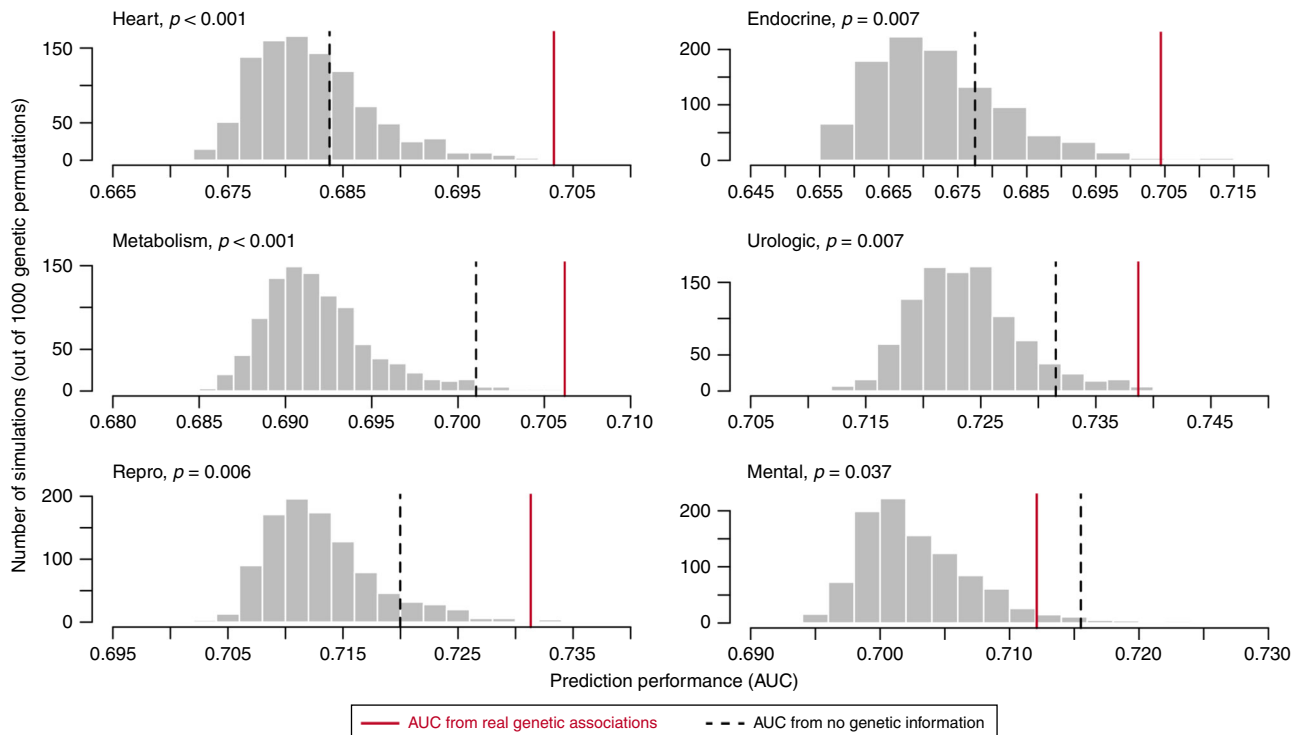 Number of simulations (out of 1000 genetic permutations)
Heart, p < 0.001
150
50
0
0.665 0.675 0.685 0.695 0.705
Endocrine, p = 0.007
200
100
0
0.645 0.655 0.665 0.675 0.685 0.695 0.705 0.715
Metabolism, p < 0.001
150
50
0
0.680 0.685 0.690 0.695 0.700 0.705 0.710
Urologic, p = 0.007
150
50
0
0.705 0.715 0.725 0.735 0.745
Repro, p = 0.006
200
100
0
0.695 0.705 0.715 0.725 0.735
Mental, p = 0.037
200
100
0
0.690 0.700 0.710 0.720 0.730
Prediction performance (AUC)
AUC from real genetic associations AUC from no genetic information